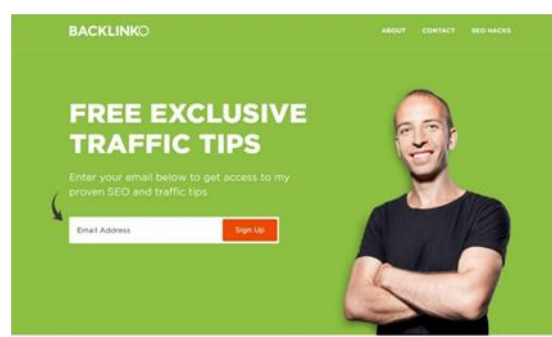 BACKLINKO
ABOUT CONTACT SEO HACKS
FREE EXCLUSIVE
TRAFFIC TIPS
Enter your email below to get access to my
proven SEO and traffic tips
Email Address
Sign Up